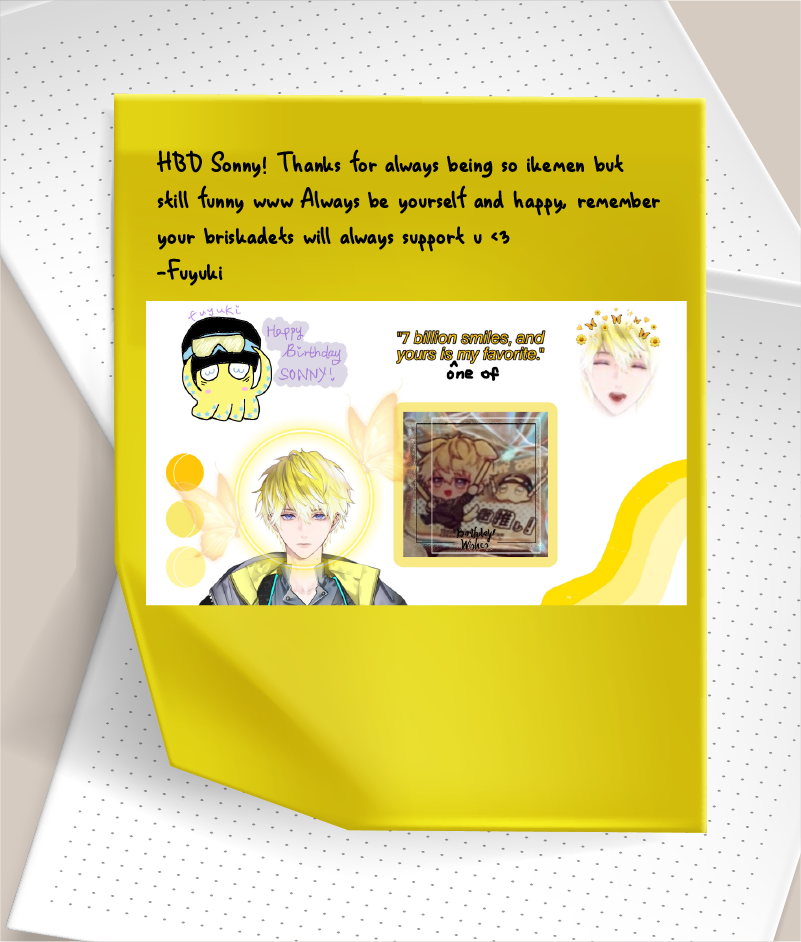 HBD Sonny! Thanks for always being so ikemen but
still funny www Always be yourself and happy, remember
your briskadets will always support u <3
-Fuyuki
fuyuki
Happy
Birthday
SONNY!
"7 billion smiles, and
yours is my favorite."
^
one of
birthday!
Wishes